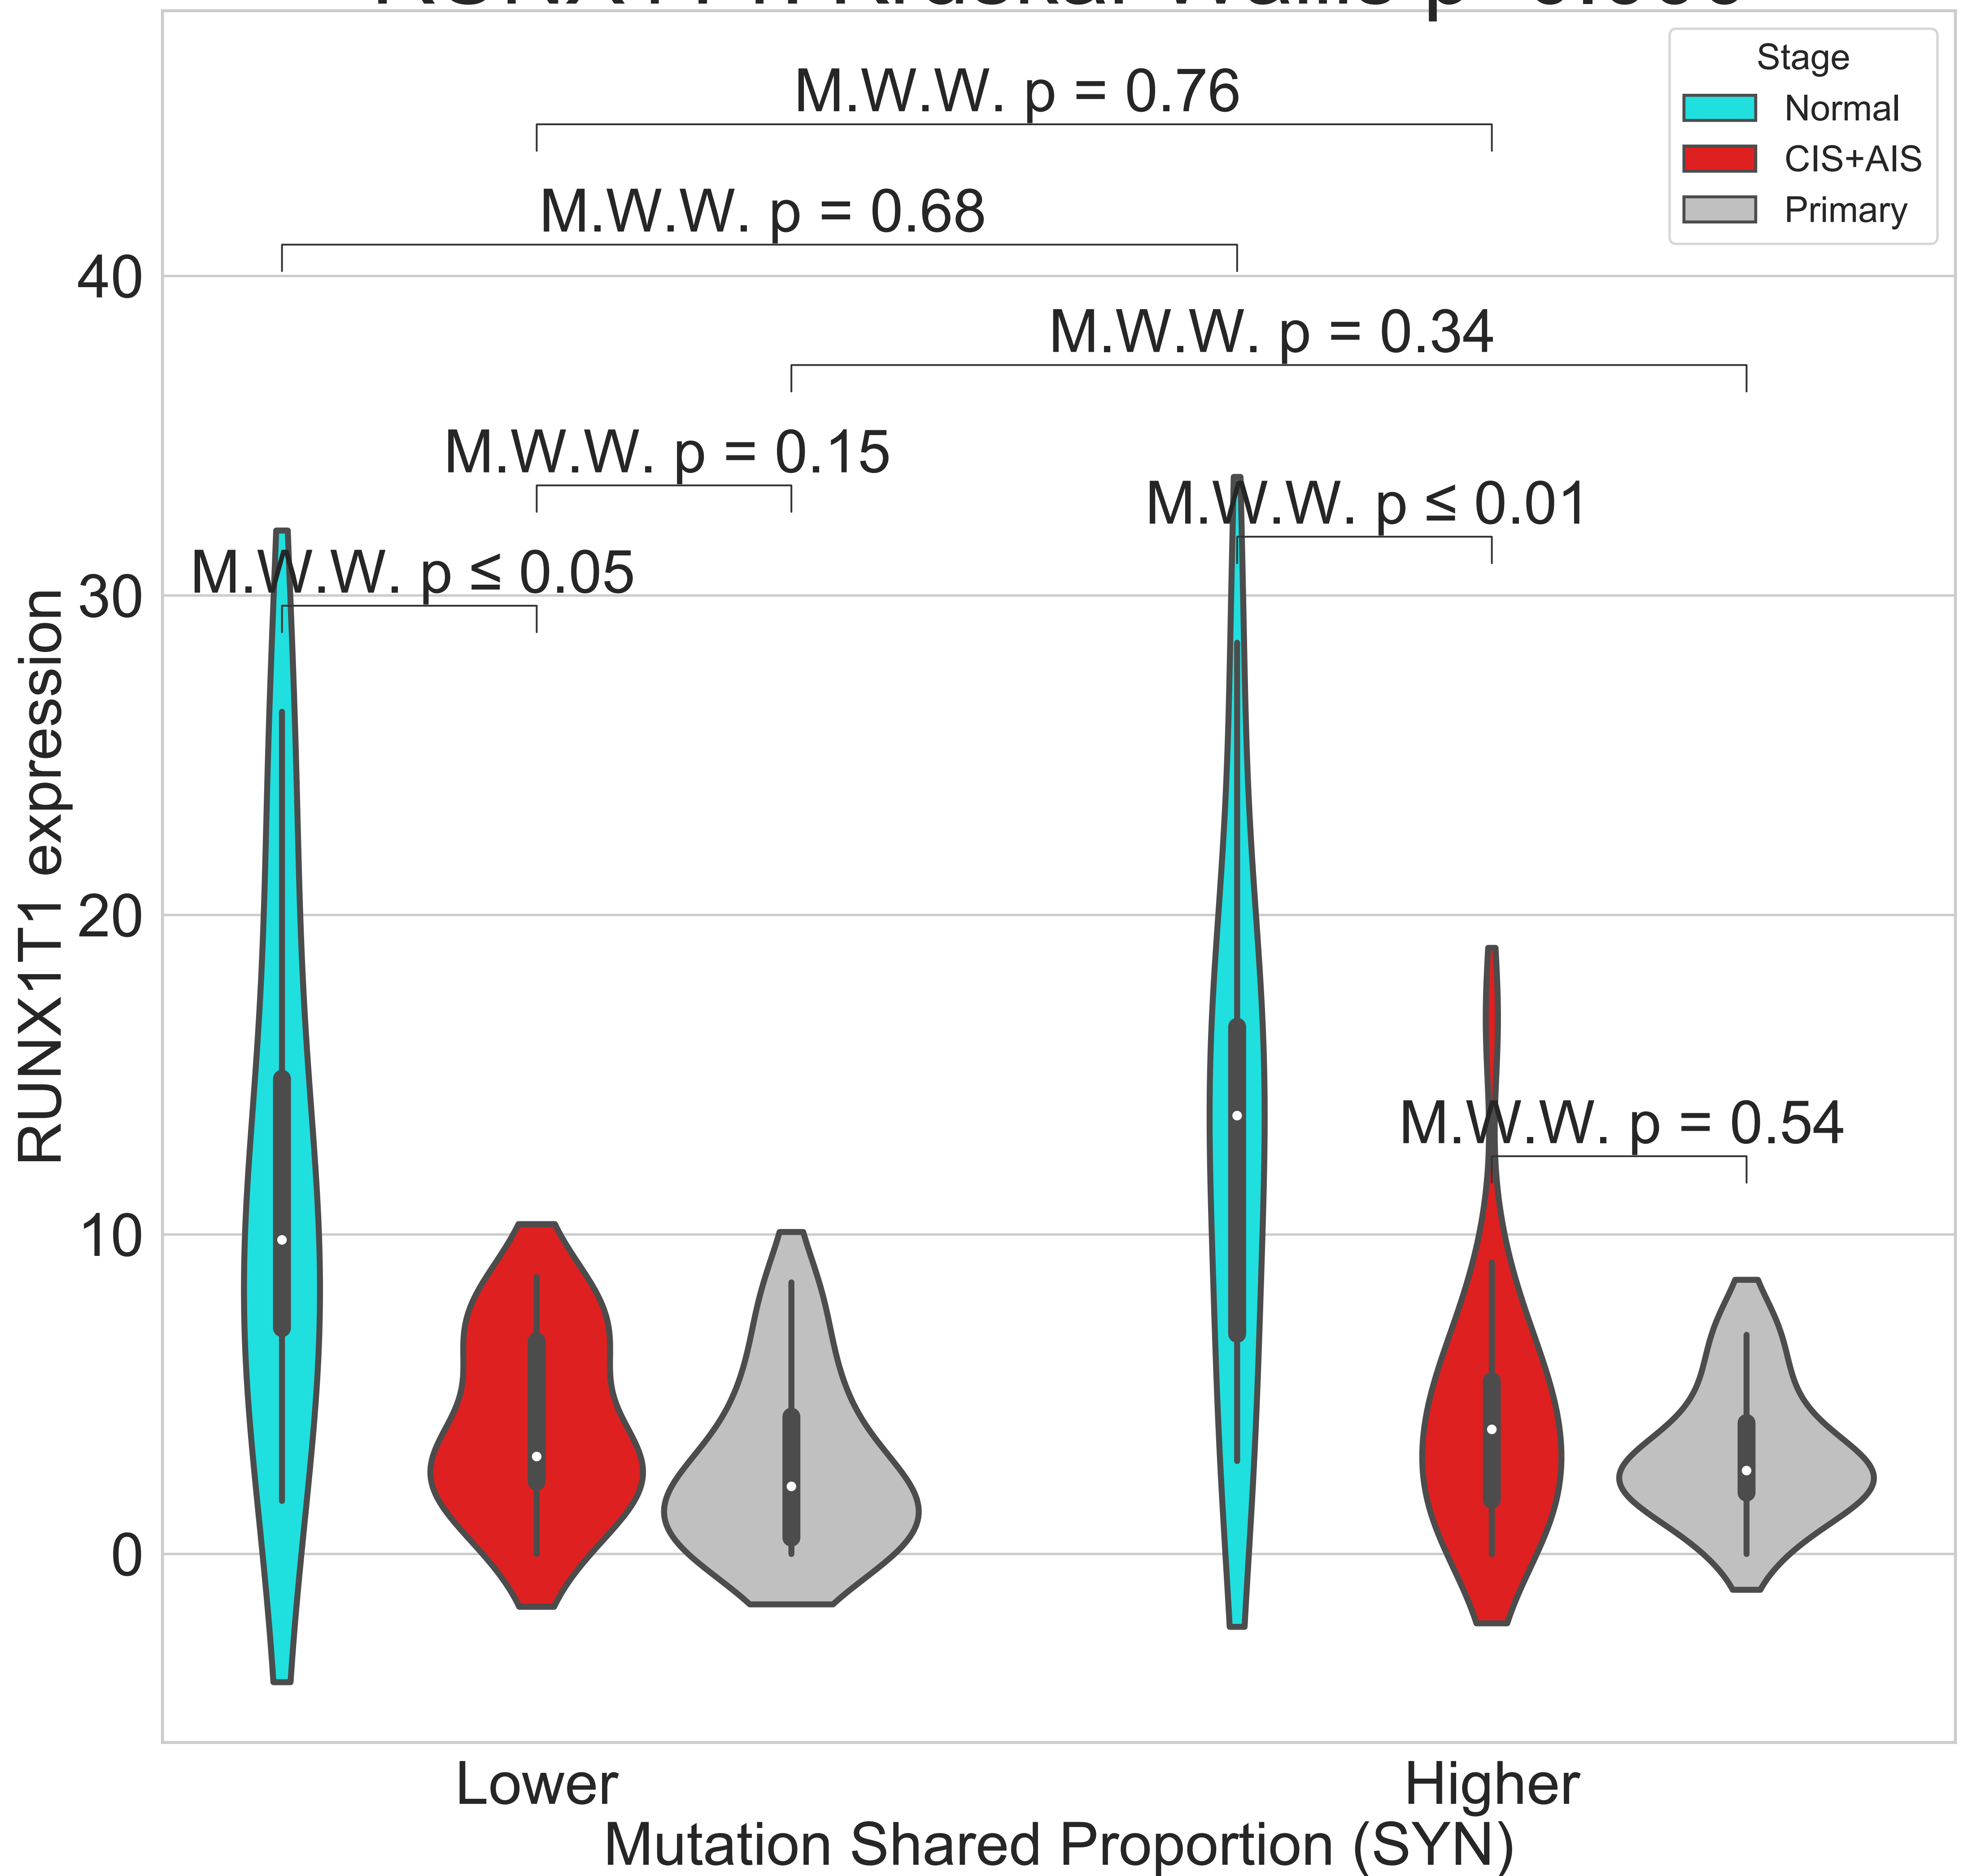 Stage
Normal
CIS+AIS
Primary
M.W.W. p = 0.76
M.W.W. p = 0.68
M.W.W. p = 0.34
M.W.W. p = 0.15
M.W.W. p ≤ 0.01
M.W.W. p ≤ 0.05
M.W.W. p = 0.54
RUNX1T1 expression
40
30
20
10
0
Lower
Higher
Mutation Shared Proportion (SYN)